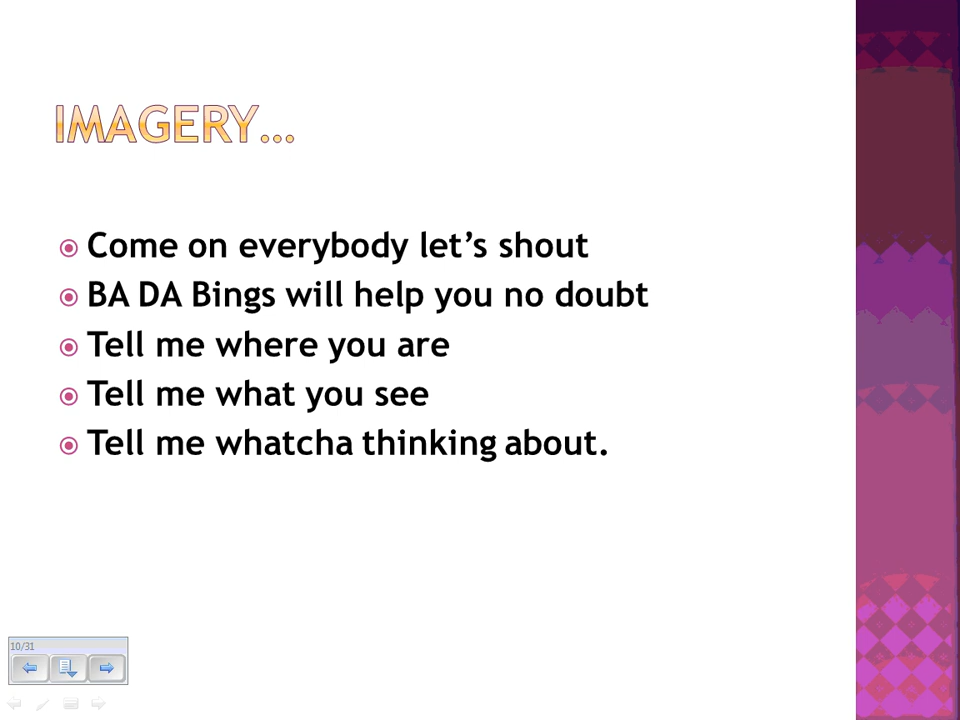 IMAGERY…
Come on everybody let’s shout
BA DA Bings will help you no doubt
Tell me where you are
Tell me what you see
Tell me whatcha thinking about.
10/31